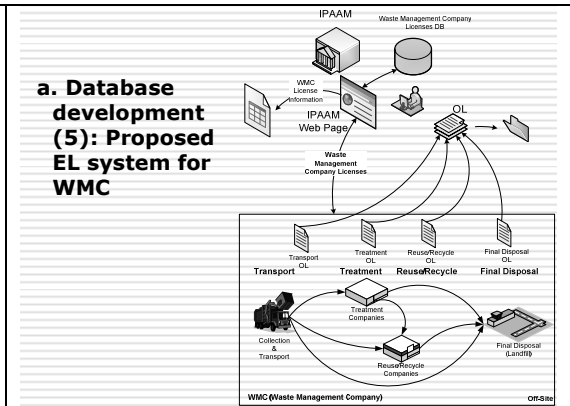 IPAAM
Waste Management Company
Licenses DB
a. Database
development
(5): Proposed
EL system for
WMC
WMC
License
Information
IPAAM
Web Page
OL
Waste
Management
Company Licenses
Transport
OL
Treatment
OL
Reuse/Recycle
OL
Final Disposal
OL
Transport
Treatment
Reuse/Recycle
Final Disposal
Treatment
Companies
Collection
&
Transport
Reuse/Recycle
Companies
Final Disposal
(Landfill)
WMC (Waste Management Company)
Off-Site